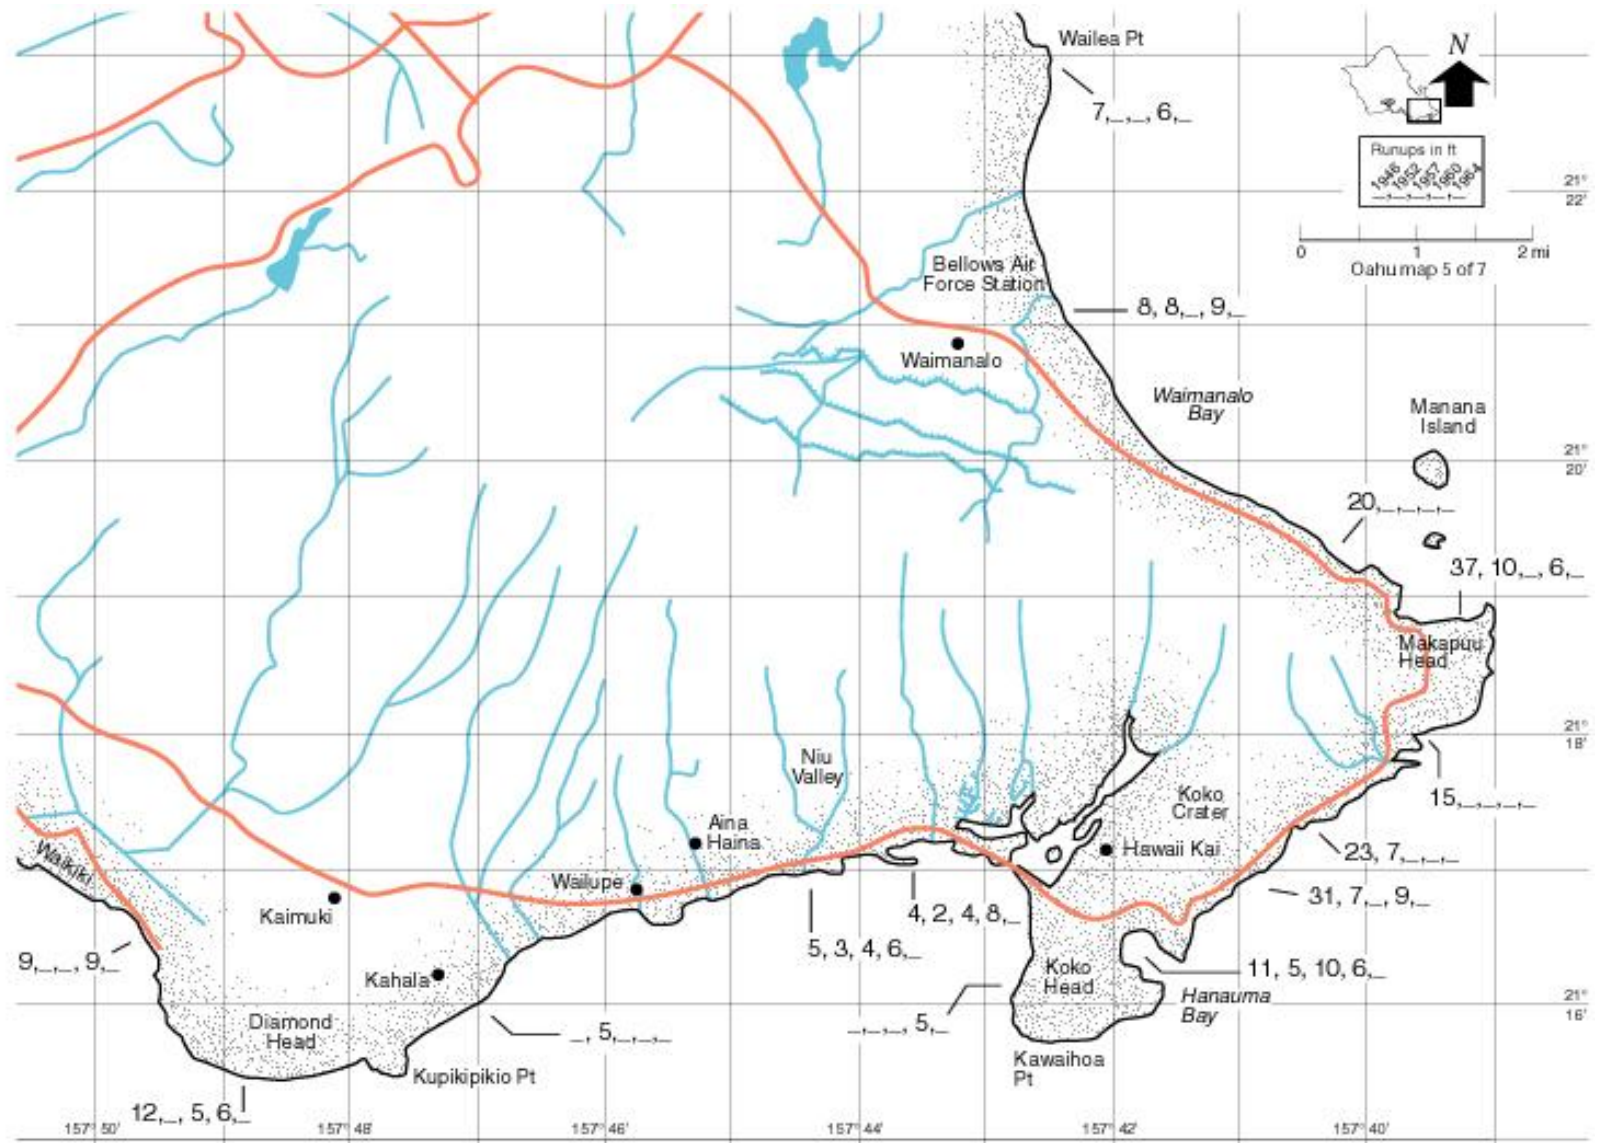 Wailea Pt
N
7,_,_, 6,_
Runups in ft
1946
1952
1957
1960
1964
_,_,_,_,_
21°
22'
0 1 2 mi
Oahu map 5 of 7
Bellows Air
Force Station
8, 8,_, 9,_
Waimanalo
Waimanalo
Bay
Manana
Island
21°
20'
20,_,_,_,_
37, 10,_, 6,_
Makapuu
Head
21°
18'
Niu
Valley
15,_,_,_,_
Koko
Crater
Aina
Haina
Hawaii Kai
23, 7,_,_,_
Waikiki
Wailupe
31, 7,_, 9,_
Kaimuki
4, 2, 4, 8,_
5, 3, 4, 6,_
9,_,_, 9,_
Kahala
Koko
Head
11, 5, 10, 6,_
Hanauma
Bay
21°
16'
Diamond
Head
_, 5,_,_,_
_,_,_, 5,_
Kawaihoa
Pt
Kupikipikio Pt
12,_, 5, 6,_
157° 50' 157° 48' 157° 46' 157° 44' 157° 42' 157° 40'